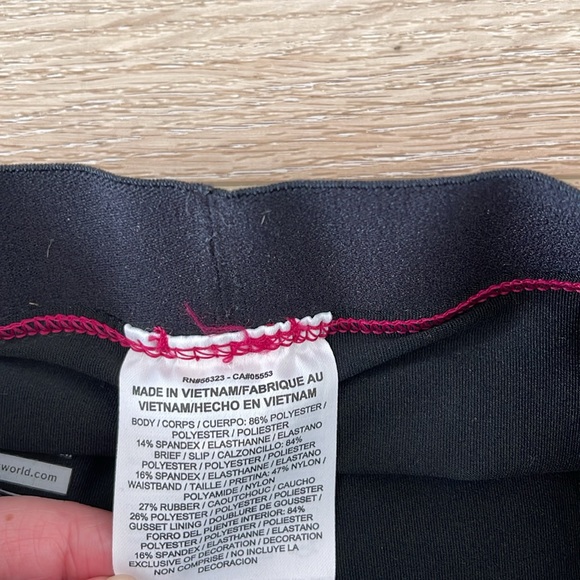 RN#56323 - CA#05553
MADE IN VIETNAM/FABRIQUE AU
VIETNAM/HECHO EN VIETNAM
BODY / CORPS / CUERPO: 86% POLYESTER /
POLYESTER / POLIESTER
14% SPANDEX / ELASTHANNE / ELASTANO
BRIEF / SLIP / CALZONCILLO: 84%
POLYESTER / POLYESTER / POLIESTER
16% SPANDEX / ELASTHANNE / ELASTANO
WAISTBAND / TAILLE / PRETINA: 47% NYLON /
POLYAMIDE / NYLON
27% RUBBER / CAOUTCHOUC / CAUCHO
26% POLYESTER / POLYESTER / POLIESTER
GUSSET LINING / DOUBLURE DE GOUSSET /
FORRO DEL PUENTE INTERIOR: 84%
POLYESTER / POLYESTER / POLIESTER
16% SPANDEX / ELASTHANNE / ELASTANO
EXCLUSIVE OF DECORATION / DECORATION
NON COMPRISE / NO INCLUYE LA
DECORACION
world.com